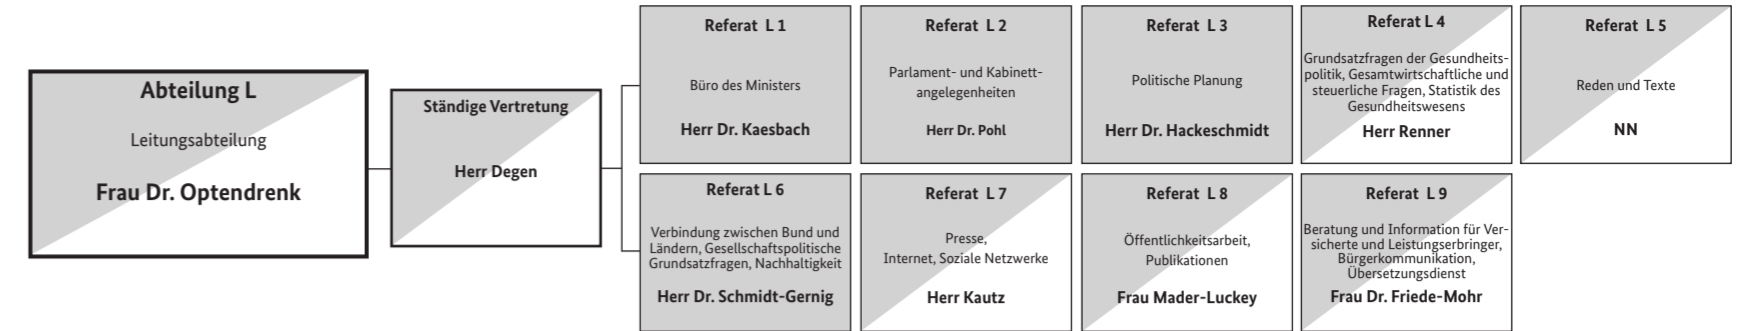 Abteilung L
Leitungsabteilung
Frau Dr. Optendrenk
Ständige Vertretung
Herr Degen
Referat L 1
Büro des Ministers
Herr Dr. Kaesbach
Referat L 2
Parlament- und Kabinett-
angelegenheiten
Herr Dr. Pohl
Referat L 3
Politische Planung
Herr Dr. Hackeschmidt
Referat L 4
Grundsatzfragen der Gesundheits-
politik, Gesamtwirtschaftliche und
steuerliche Fragen, Statistik des
Gesundheitswesens
Herr Renner
Referat L 5
Reden und Texte
NN
Referat L 6
Verbindung zwischen Bund und
Ländern, Gesellschaftspolitische
Grundsatzfragen, Nachhaltigkeit
Herr Dr. Schmidt-Gernig
Referat L 7
Presse,
Internet, Soziale Netzwerke
Herr Kautz
Referat L 8
Öffentlichkeitsarbeit,
Publikationen
Frau Mader-Luckey
Referat L 9
Beratung und Information für Ver-
sicherte und Leistungserbringer,
Bürgerkommunikation,
Übersetzungsdienst
Frau Dr. Friede-Mohr